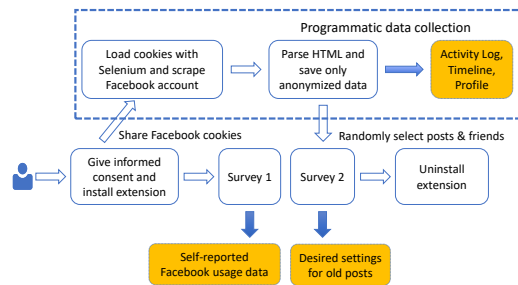 Programmatic data collection
Load cookies with
Selenium and scrape
Facebook account
Parse HTML and
save only
anonymized data
Activity Log,
Timeline,
Profile
Share Facebook cookies
Randomly select posts & friends
Give informed
consent and
install extension
Survey 1
Survey 2
Uninstall
extension
Self-reported
Facebook usage data
Desired settings
for old posts